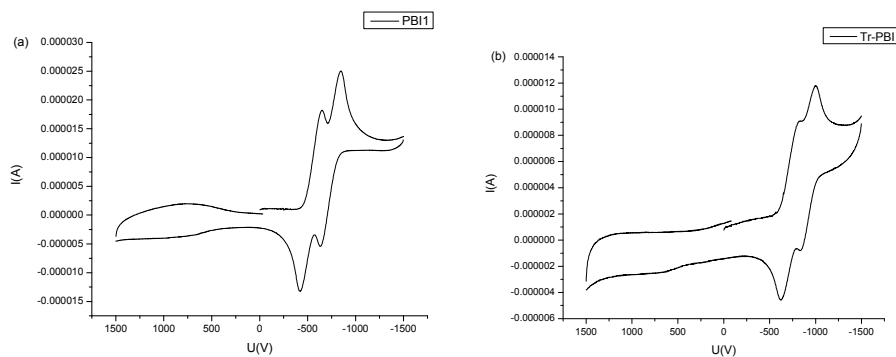 (a)
PBI1
0.000030
0.000025
0.000020
0.000015
0.000010
0.000005
0.000000
-0.000005
-0.000010
-0.000015
I(A)
1500 1000 500 0 -500 -1000 -1500
U(V)
(b)
Tr-PBI
0.000014
0.000012
0.000010
0.000008
0.000006
0.000004
0.000002
0.000000
-0.000002
-0.000004
-0.000006
I(A)
1500 1000 500 0 -500 -1000 -1500
U(V)